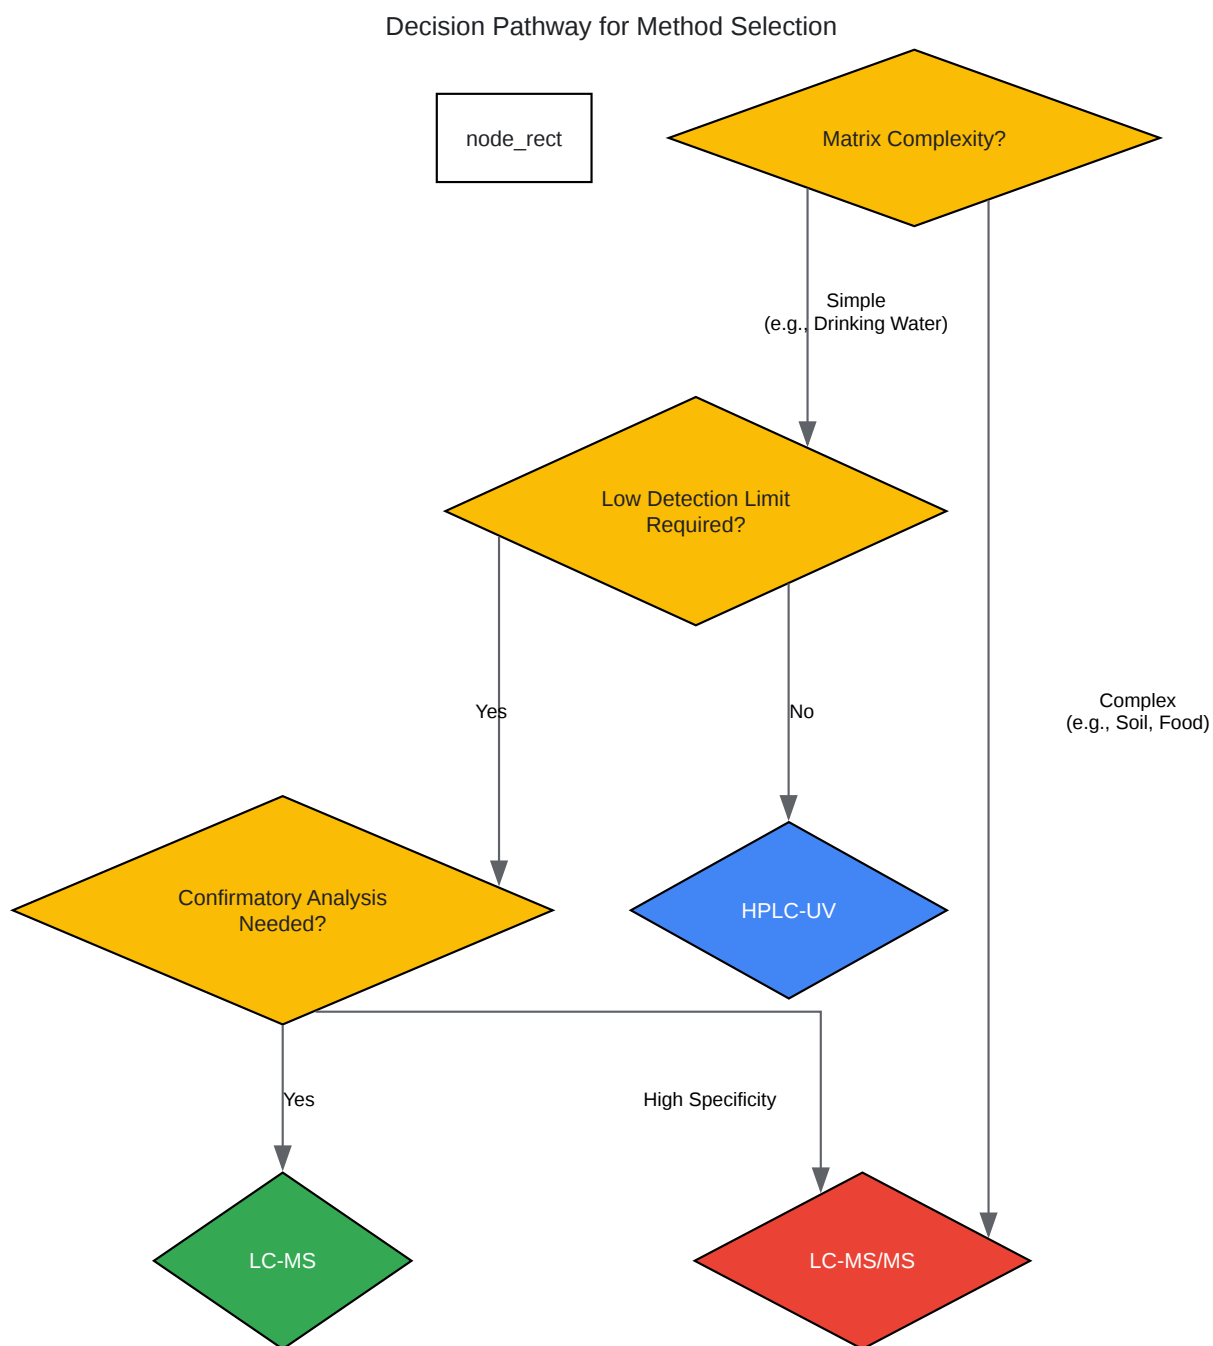 Decision Pathway for Method Selection
node_rect
Matrix Complexity?
Simple
(e.g., Drinking Water)
Low Detection Limit
Required?
Complex
(e.g., Soil, Food)
Yes
No
Confirmatory Analysis
Needed?
HPLC-UV
Yes
High Specificity
LC-MS
LC-MS/MS